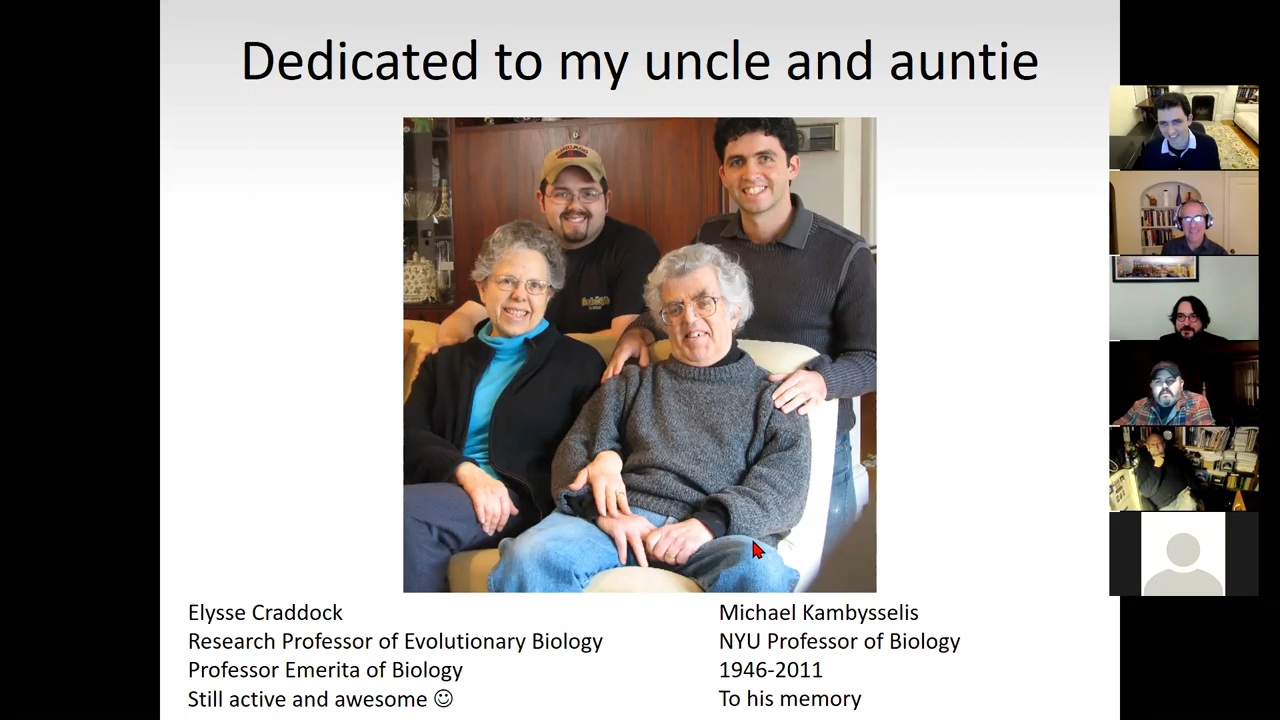 Dedicated to my uncle and auntie
CHICAGO
Elysse Craddock
Research Professor of Evolutionary Biology
Professor Emerita of Biology
Still active and awesome ☺
Michael Kambysselis
NYU Professor of Biology
1946-2011
To his memory